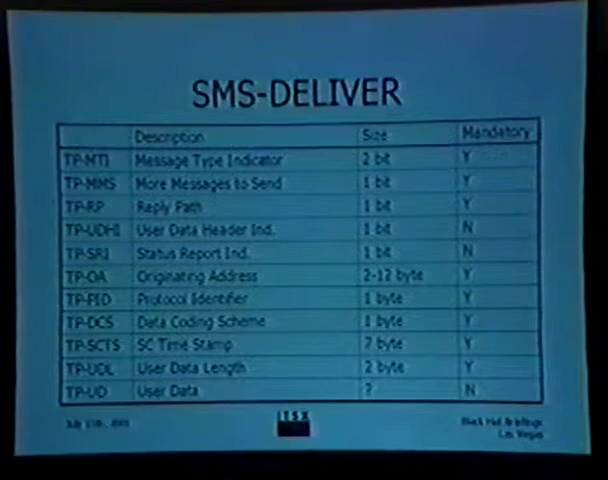 SMS-DELIVER
Description Size Mandatory
TP-MTI Message Type Indicator 2 bit Y
TP-MMS More Messages to Send 1 bit Y
TP-RP Reply Path 1 bit Y
TP-UDHI User Data Header Ind. 1 bit N
TP-SRI Status Report Ind. 1 bit N
TP-OA Originating Address 2-12 byte Y
TP-PID Protocol Identifier 1 byte Y
TP-DCS Data Coding Scheme 1 byte Y
TP-SCTS SC Time Stamp 7 byte Y
TP-UDL User Data Length 2 byte Y
TP-UD User Data ? N
ITSX
Black Hat Briefings
Las Vegas